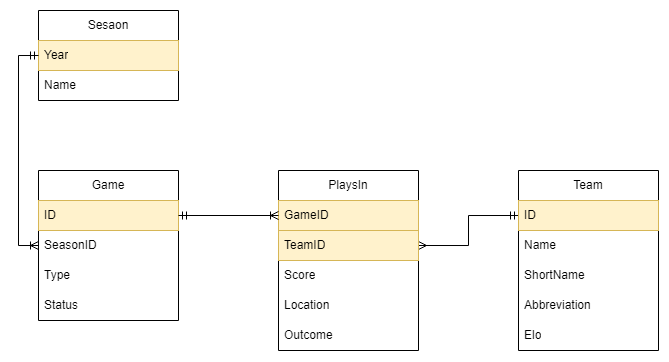 Sesaon
Year
Name
Game
ID
SeasonID
Type
Status
PlaysIn
GameID
TeamID
Score
Location
Outcome
Team
ID
Name
ShortName
Abbreviation
Elo